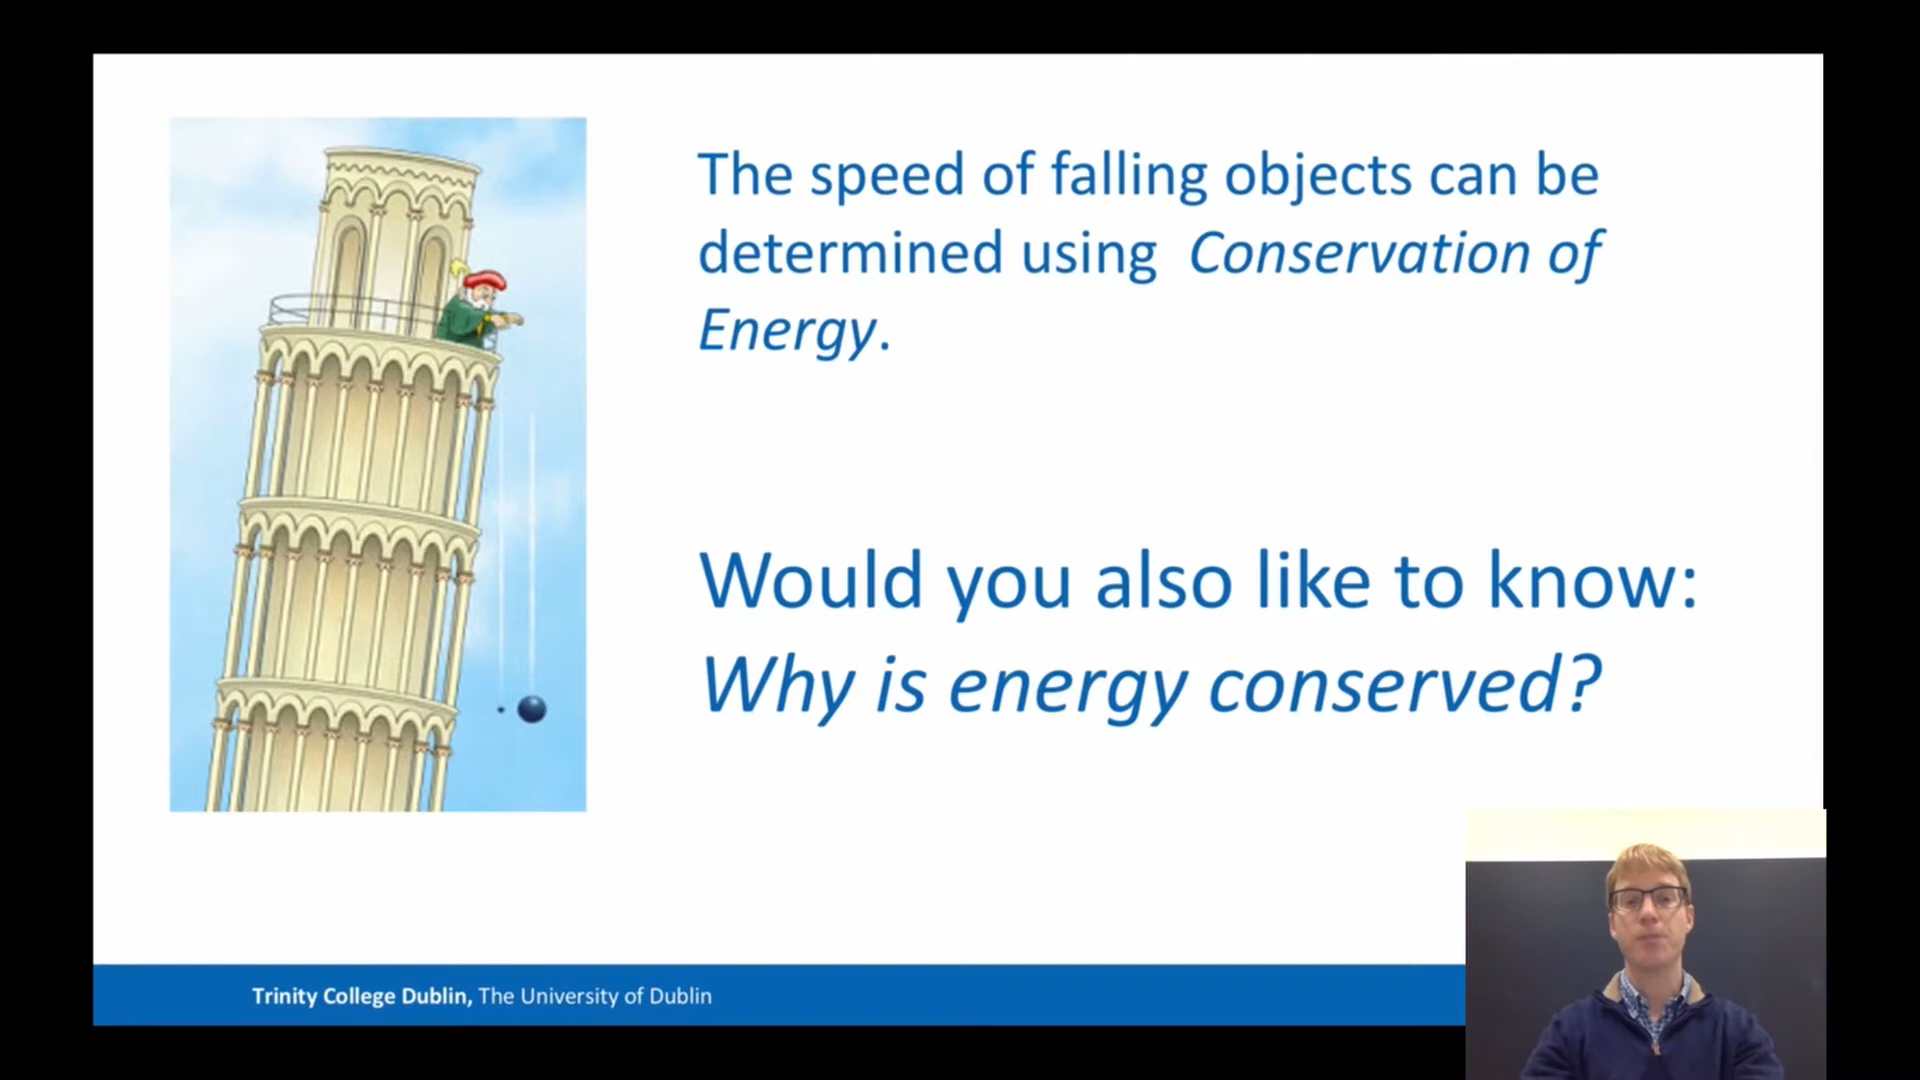 The speed of falling objects can be
determined using Conservation of
Energy.
Would you also like to know:
Why is energy conserved?
Trinity College Dublin, The University of Dublin